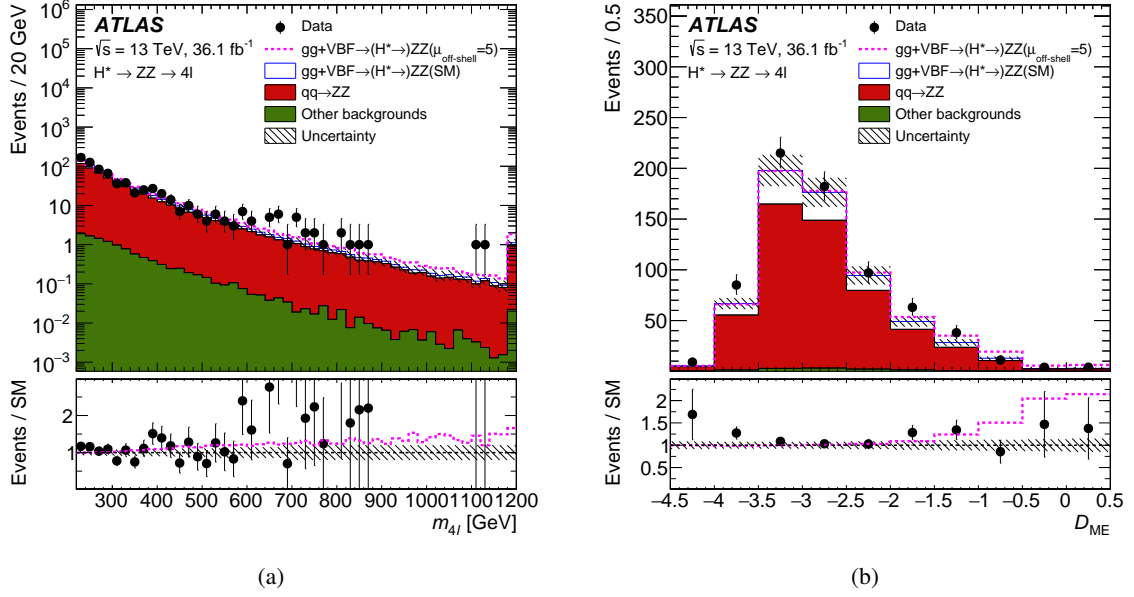 ATLAS
√s = 13 TeV, 36.1 fb⁻¹
H* → ZZ → 4l
Data
gg+VBF→(H*→)ZZ(μoff-shell=5)
gg+VBF→(H*→)ZZ(SM)
qq→ZZ
Other backgrounds
Uncertainty
Events / 20 GeV
10⁶
10⁵
10⁴
10³
10²
10
1
10⁻¹
10⁻²
10⁻³
Events / SM
2
1
300 400 500 600 700 800 900 1000 1100 1200
m4l [GeV]
(a)
ATLAS
√s = 13 TeV, 36.1 fb⁻¹
H* → ZZ → 4l
Data
gg+VBF→(H*→)ZZ(μoff-shell=5)
gg+VBF→(H*→)ZZ(SM)
qq→ZZ
Other backgrounds
Uncertainty
Events / 0.5
350
300
250
200
150
100
50
Events / SM
2
1.5
1
0.5
−4.5 −4 −3.5 −3 −2.5 −2 −1.5 −1 −0.5 0 0.5
DME
(b)